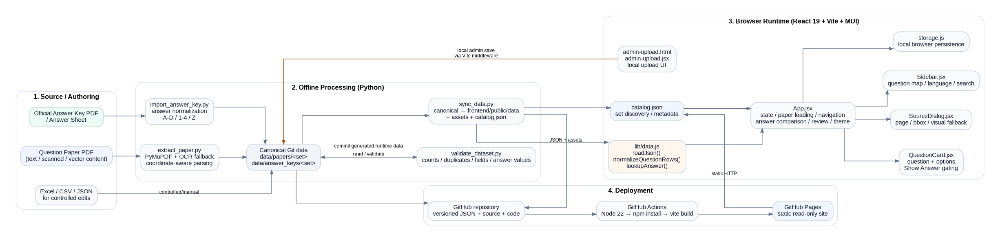 1. Source / Authoring
Official Answer Key PDF
/ Answer Sheet
Question Paper PDF
(text / scanned / vector content)
Excel / CSV / JSON
for controlled edits
controlled/manual
2. Offline Processing (Python)
import_answer_key.py
answer normalization
A-D / 1-4 / Z
extract_paper.py
PyMuPDF + OCR fallback
coordinate-aware parsing
Canonical Git data
data/papers/<set>
data/answer_keys/<set>
commit generated runtime data
read / validate
sync_data.py
canonical → frontend/public/data
+ assets + catalog.json
validate_dataset.py
counts / duplicates / fields / answer values
local admin save
via Vite middleware
JSON + assets
3. Browser Runtime (React 19 + Vite + MUI)
admin-upload.html
admin-upload.jsx
local upload UI
catalog.json
set discovery / metadata
lib/data.js
loadJson()
normalizeQuestionRows()
lookupAnswer()
App.jsx
state / paper loading / navigation
answer comparison / review / theme
storage.js
local browser persistence
Sidebar.jsx
question map / language / search
SourceDialog.jsx
page / bbox / visual fallback
QuestionCard.jsx
question + options
Show Answer gating
static HTTP
4. Deployment
GitHub repository
versioned JSON + source + code
GitHub Actions
Node 22 → npm install → vite build
GitHub Pages
static read-only site